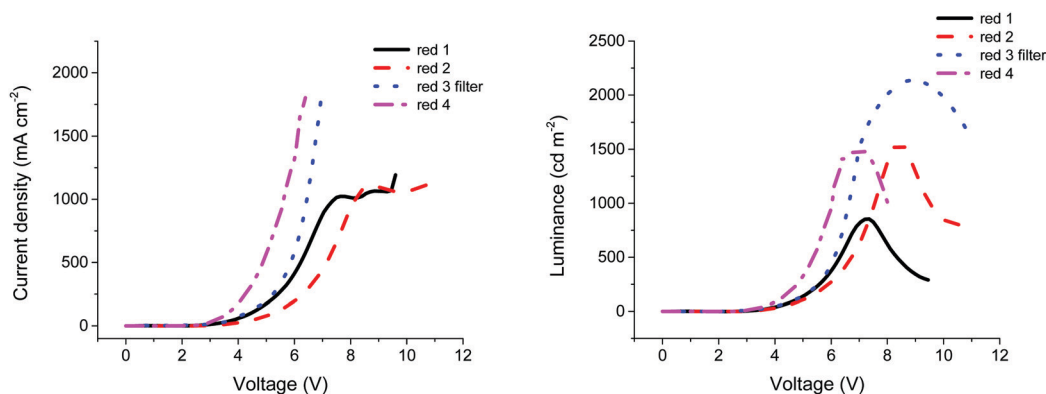 red 1
red 2
red 3 filter
red 4
2000
1500
1000
500
0
Current density (mA cm-2)
0 2 4 6 8 10 12
Voltage (V)
red 1
red 2
red 3 filter
red 4
2500
2000
1500
1000
500
0
Luminance (cd m-2)
0 2 4 6 8 10 12
Voltage (V)